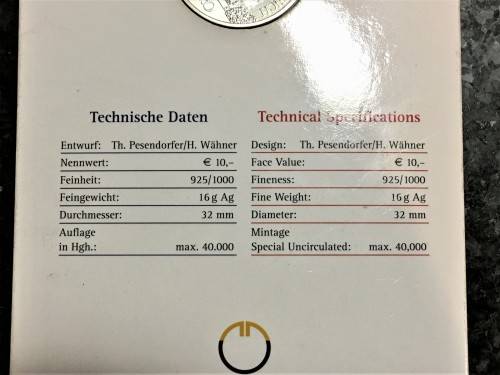 Technische Daten
Entwurf: Th. Pesendorfer/H. Wähner
Nennwert: € 10,–
Feinheit: 925/1000
Feingewicht: 16 g Ag
Durchmesser: 32 mm
Auflage
in Hgh.: max. 40.000
Technical Specifications
Design: Th. Pesendorfer/H. Wähner
Face Value: € 10,–
Fineness: 925/1000
Fine Weight: 16 g Ag
Diameter: 32 mm
Mintage
Special Uncirculated: max. 40,000